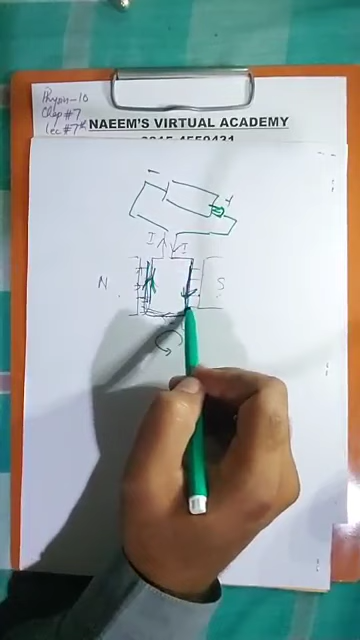 Physics-10
Chap #7
Lec #7*
NAEEM'S VIRTUAL ACADEMY
- +
I I
N S